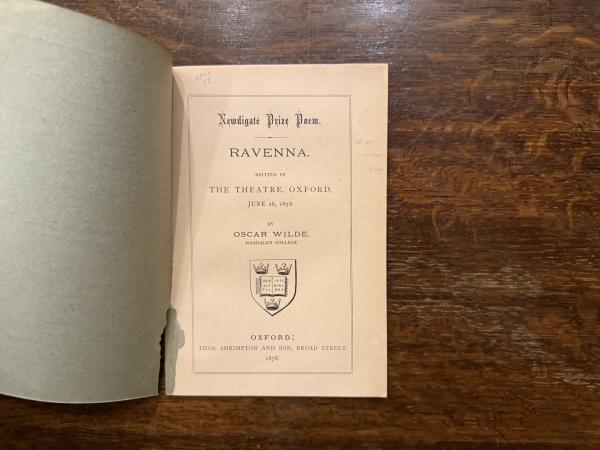 Newdigate Prize Poem.
RAVENNA.
RECITED IN
THE THEATRE, OXFORD,
JUNE 26, 1878.
BY
OSCAR WILDE,
MAGDALEN COLLEGE.
OXFORD:
THOS. SHRIMPTON AND SON, BROAD STREET.
1878.